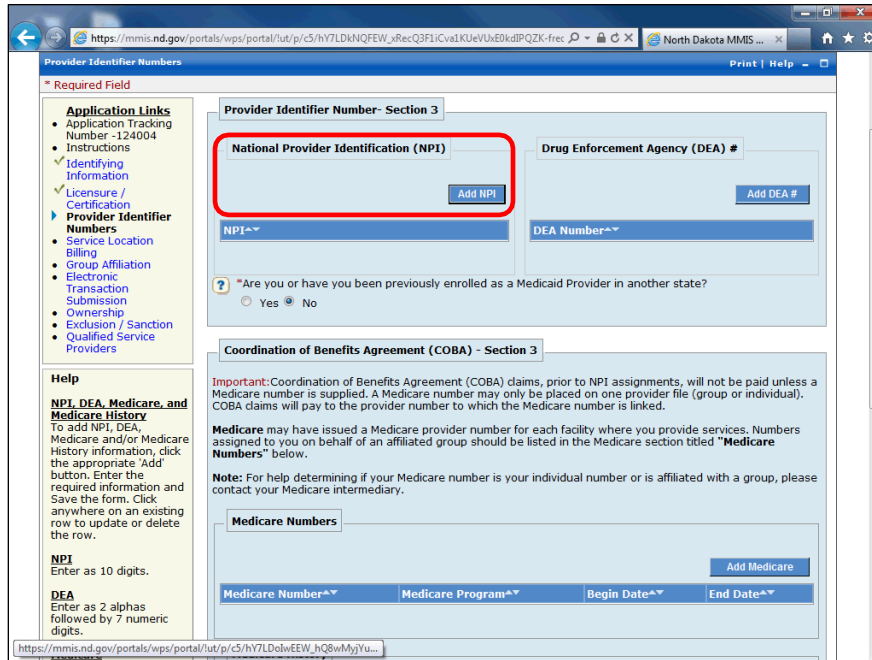 https://mmis.nd.gov/portals/wps/portal/!ut/p/c5/hY7LDkNQFEW_xRecQ3F1iCva1KUeVUxE0kdIPQZK-frec
North Dakota MMIS ...
Provider Identifier Numbers
Print | Help
* Required Field
Application Links
Application Tracking
Number -124004
Instructions
Identifying
Information
Licensure /
Certification
Provider Identifier
Numbers
Service Location
Billing
Group Affiliation
Electronic
Transaction
Submission
Ownership
Exclusion / Sanction
Qualified Service
Providers
Help
NPI, DEA, Medicare, and
Medicare History
To add NPI, DEA,
Medicare and/or Medicare
History information, click
the appropriate 'Add'
button. Enter the
required information and
Save the form. Click
anywhere on an existing
row to update or delete
the row.
NPI
Enter as 10 digits.
DEA
Enter as 2 alphas
followed by 7 numeric
digits.
Provider Identifier Number- Section 3
National Provider Identification (NPI)
Add NPI
NPI
Drug Enforcement Agency (DEA) #
Add DEA #
DEA Number
? *Are you or have you been previously enrolled as a Medicaid Provider in another state?
Yes No
Coordination of Benefits Agreement (COBA) - Section 3
Important:Coordination of Benefits Agreement (COBA) claims, prior to NPI assignments, will not be paid unless a
Medicare number is supplied. A Medicare number may only be placed on one provider file (group or individual).
COBA claims will pay to the provider number to which the Medicare number is linked.
Medicare may have issued a Medicare provider number for each facility where you provide services. Numbers
assigned to you on behalf of an affiliated group should be listed in the Medicare section titled "Medicare
Numbers" below.
Note: For help determining if your Medicare number is your individual number or is affiliated with a group, please
contact your Medicare intermediary.
Medicare Numbers
Add Medicare
Medicare Number Medicare Program Begin Date End Date
https://mmis.nd.gov/portals/wps/portal/!ut/p/c5/hY7LDoIwEEW_hQ8wMyjYu...